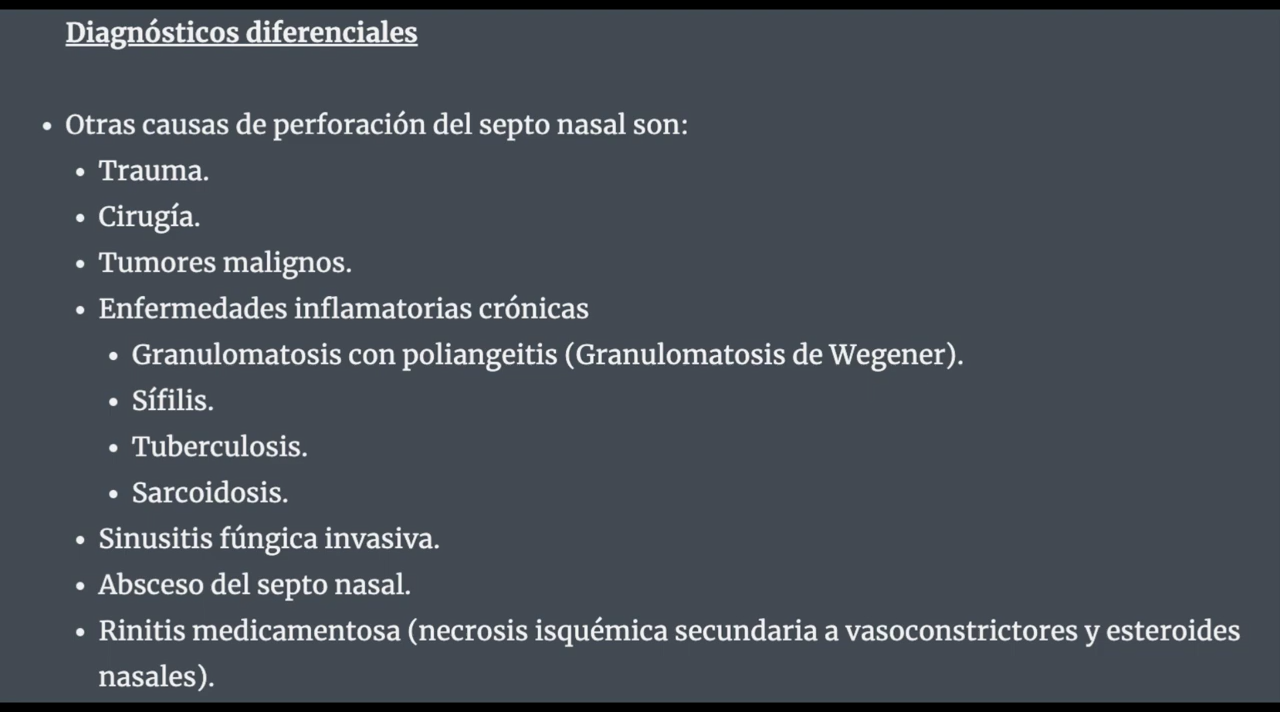 Diagnósticos diferenciales
• Otras causas de perforación del septo nasal son:
• Trauma.
• Cirugía.
• Tumores malignos.
• Enfermedades inflamatorias crónicas
• Granulomatosis con poliangeitis (Granulomatosis de Wegener).
• Sífilis.
• Tuberculosis.
• Sarcoidosis.
• Sinusitis fúngica invasiva.
• Absceso del septo nasal.
• Rinitis medicamentosa (necrosis isquémica secundaria a vasoconstrictores y esteroides
nasales).